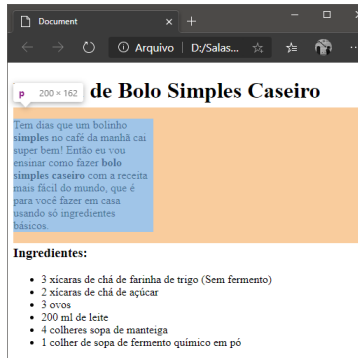 Document
Arquivo | D:/Salas...
p 200 × 162
de Bolo Simples Caseiro
Tem dias que um bolinho
simples no café da manhã cai
super bem! Então eu vou
ensinar como fazer bolo
simples caseiro com a receita
mais fácil do mundo, que é
para você fazer em casa
usando só ingredientes
básicos.
Ingredientes:
3 xícaras de chá de farinha de trigo (Sem fermento)
2 xícaras de chá de açúcar
3 ovos
200 ml de leite
4 colheres sopa de manteiga
1 colher de sopa de fermento químico em pó